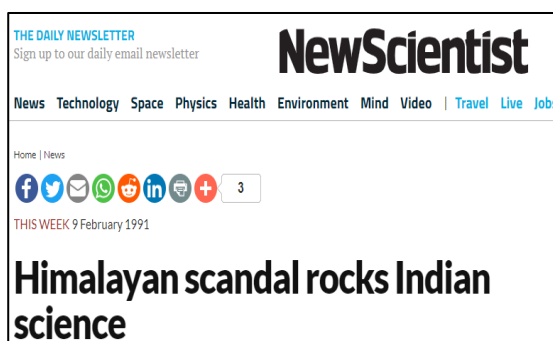 THE DAILY NEWSLETTER
Sign up to our daily email newsletter
NewScientist
News Technology Space Physics Health Environment Mind Video | Travel Live Jobs
Home | News
3
THIS WEEK 9 February 1991
Himalayan scandal rocks Indian
science